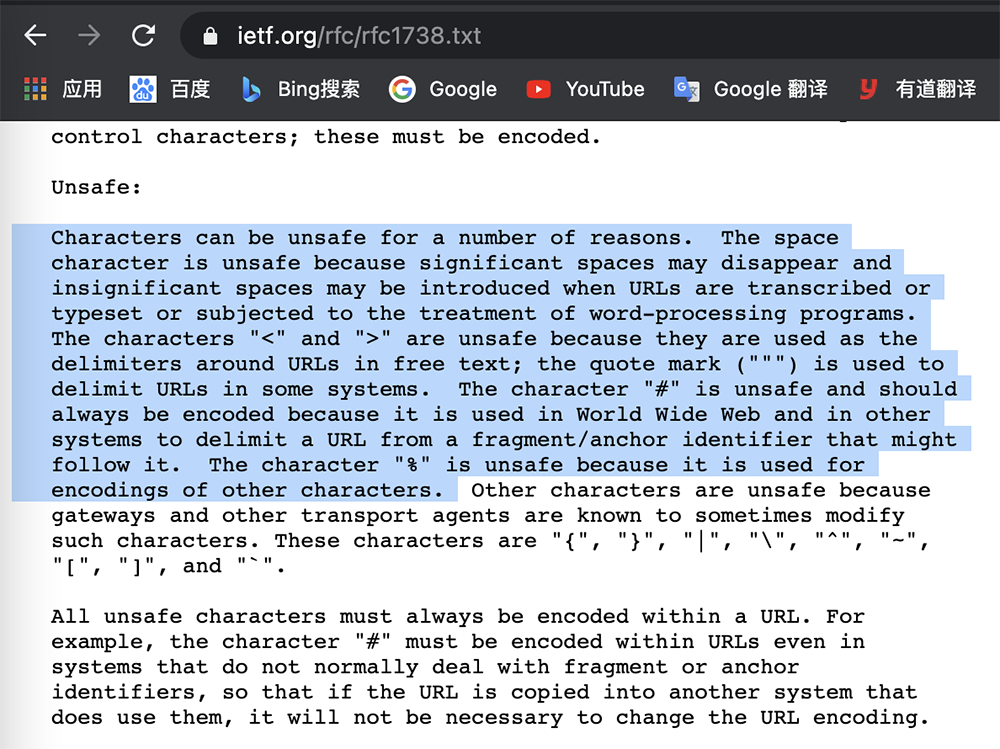 ietf.org/rfc/rfc1738.txt
应用 百度 Bing搜索 Google YouTube Google 翻译 有道翻译
control characters; these must be encoded.
Unsafe:
Characters can be unsafe for a number of reasons.  The space
character is unsafe because significant spaces may disappear and
insignificant spaces may be introduced when URLs are transcribed or
typeset or subjected to the treatment of word-processing programs.
The characters "<" and ">" are unsafe because they are used as the
delimiters around URLs in free text; the quote mark (""") is used to
delimit URLs in some systems.  The character "#" is unsafe and should
always be encoded because it is used in World Wide Web and in other
systems to delimit a URL from a fragment/anchor identifier that might
follow it.  The character "%" is unsafe because it is used for
encodings of other characters.  Other characters are unsafe because
gateways and other transport agents are known to sometimes modify
such characters. These characters are "{", "}", "|", "\", "^", "~",
"[", "]", and "`".
All unsafe characters must always be encoded within a URL. For
example, the character "#" must be encoded within URLs even in
systems that do not normally deal with fragment or anchor
identifiers, so that if the URL is copied into another system that
does use them, it will not be necessary to change the URL encoding.